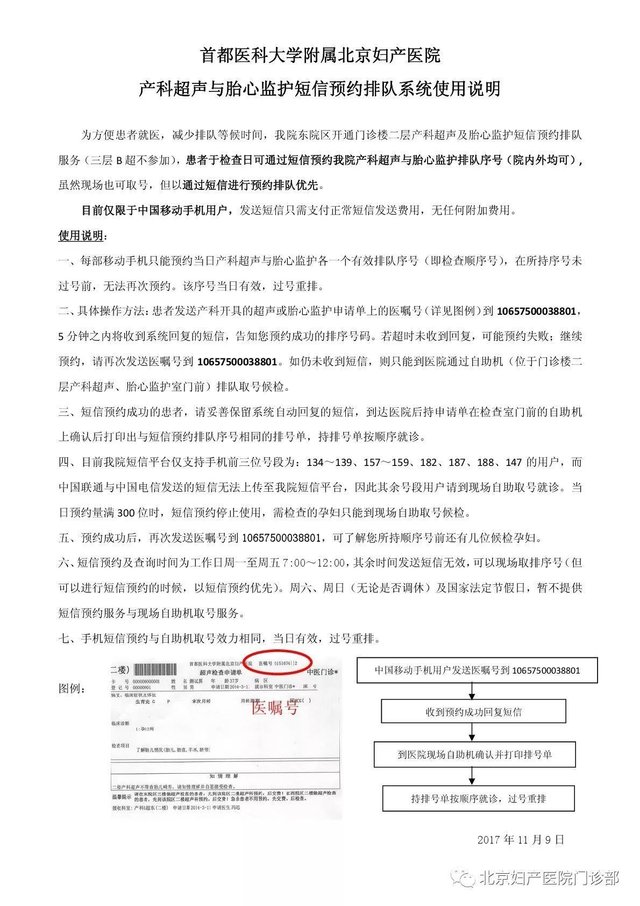 首都医科大学附属北京妇产医院
产科超声与胎心监护短信预约排队系统使用说明
为方便患者就医，减少排队等候时间，我院东院区开通门诊楼二层产科超声及胎心监护短信预约排队
服务（三层 B 超不参加），患者于检查日可通过短信预约我院产科超声与胎心监护排队序号（院内外均可），
虽然现场也可取号，但以通过短信进行预约排队优先。
目前仅限于中国移动手机用户，发送短信只需支付正常短信发送费用，无任何附加费用。
使用说明：
一、每部移动手机只能预约当日产科超声与胎心监护各一个有效排队序号（即检查顺序号），在所持序号未
过号前，无法再次预约。该序号当日有效，过号重排。
二、具体操作方法：患者发送产科开具的超声或胎心监护申请单上的医嘱号（详见图例）到 10657500038801，
5 分钟之内将收到系统回复的短信，告知您预约成功的排序号码。若超时未收到回复，可能预约失败；继续
预约，请再次发送医嘱号到 10657500038801。如仍未收到短信，则只能到医院通过自助机（位于门诊楼二
层产科超声、胎心监护室门前）排队取号候检。
三、短信预约成功的患者，请妥善保留系统自动回复的短信，到达医院后持申请单在检查室门前的自助机
上确认后打印出与短信预约排队序号相同的排号单，持排号单按顺序就诊。
四、目前我院短信平台仅支持手机前三位号段为：134～139、157～159、182、187、188、147 的用户，而
中国联通与中国电信发送的短信无法上传至我院短信平台，因此其余号段用户请到现场自助取号就诊。当
日预约量满 300 位时，短信预约停止使用，需检查的孕妇只能到现场自助取号候检。
五、预约成功后，再次发送医嘱号到 10657500038801，可了解您所持顺序号前还有几位候检孕妇。
六、短信预约及查询时间为工作日周一至周五 7:00～12:00，其余时间发送短信无效，可以现场取排序号（但
可以进行短信预约的时候，以短信预约优先）。周六、周日（无论是否调休）及国家法定节假日，暂不提供
短信预约服务与现场自助机取号服务。
七、手机短信预约与自助机取号效力相同，当日有效，过号重排。
图例：
二楼）
首都医科大学附属北京妇产医院
医嘱号
超声检查申请单
中医门诊*
医嘱号
临床诊断
检查项目
了解胎儿情况(胎儿,胎盘,羊水,脐带)
知情理解
温馨提示
中国移动手机用户发送医嘱号到 10657500038801
收到预约成功回复短信
到医院现场自助机确认并打印排号单
持排号单按顺序就诊，过号重排
2017 年 11 月 9 日
北京妇产医院门诊部